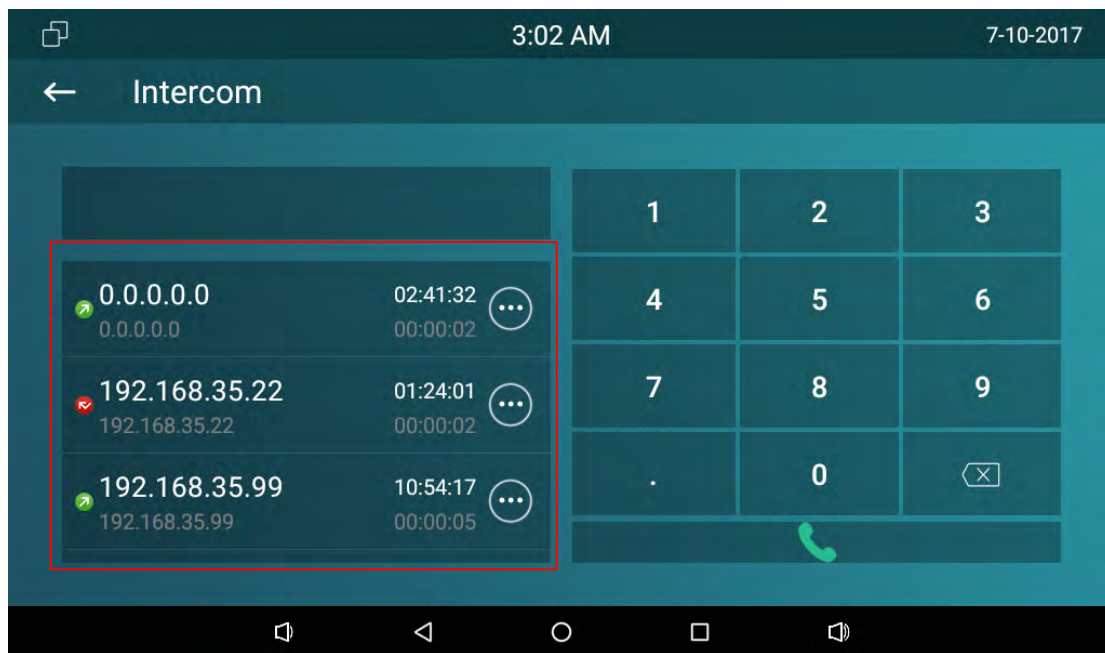 3:02 AM 7-10-2017
Intercom
0.0.0.0.0 02:41:32
0.0.0.0.0 00:00:02
192.168.35.22 01:24:01
192.168.35.22 00:00:02
192.168.35.99 10:54:17
192.168.35.99 00:00:05
1 2 3
4 5 6
7 8 9
. 0